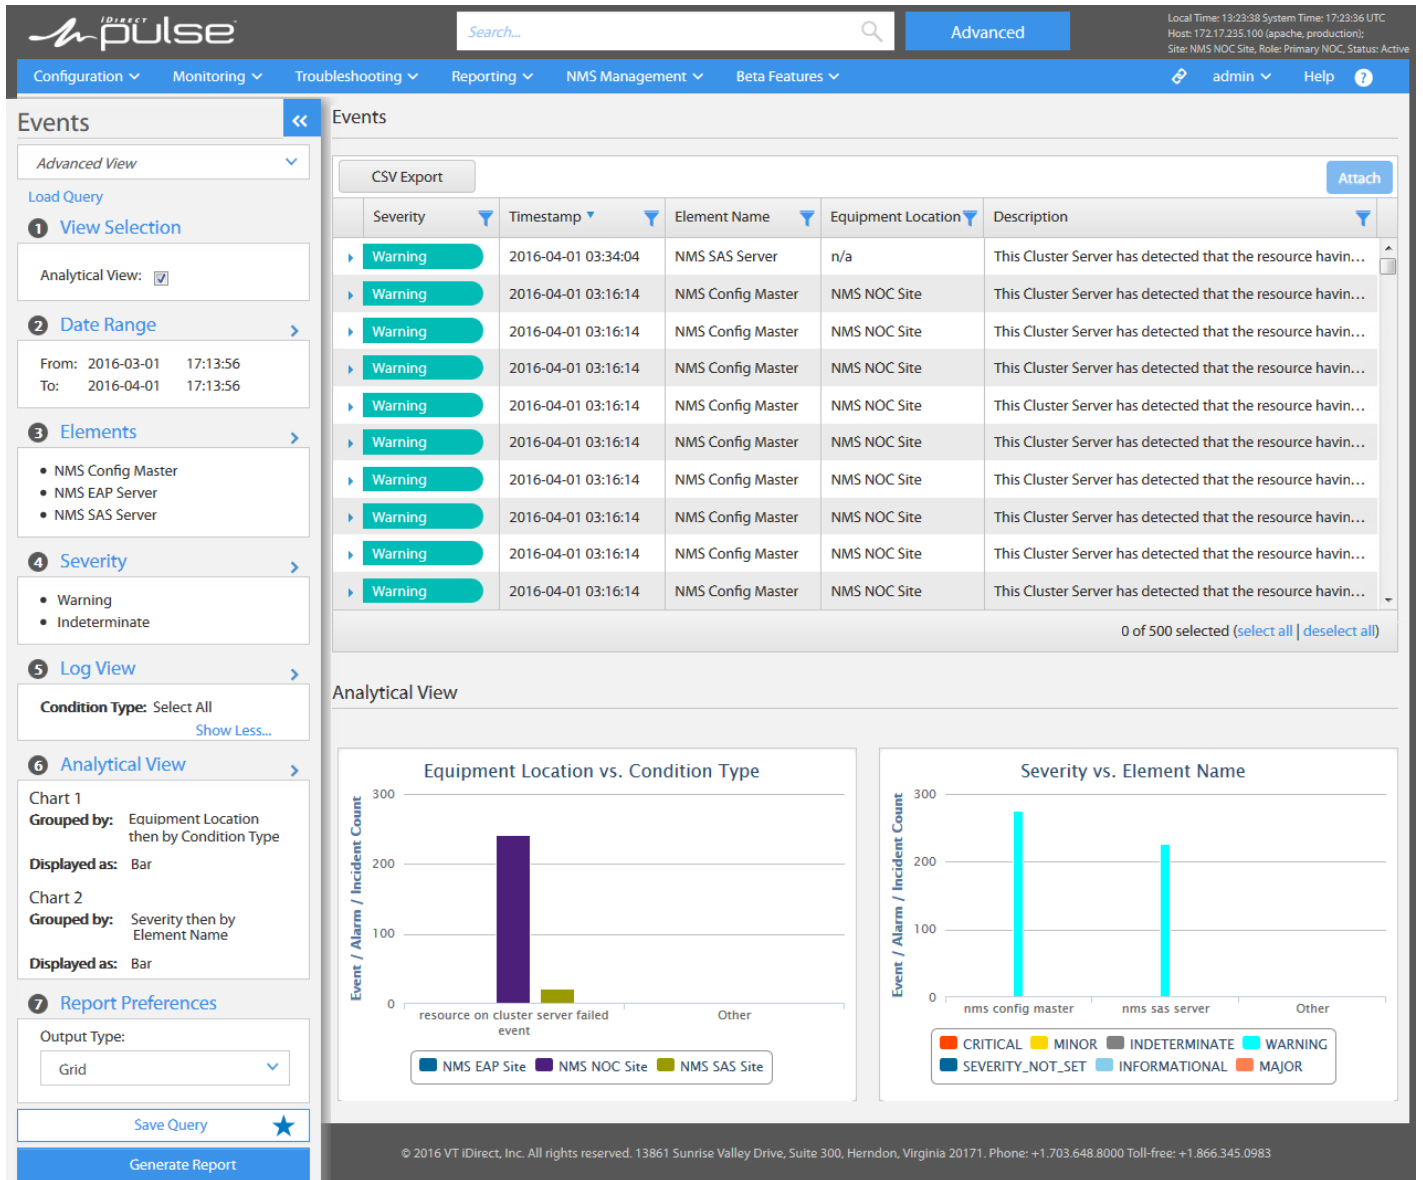 iDIRECT
pülse
Search...
Advanced
Local Time: 13:23:38 System Time: 17:23:36 UTC
Host: 172.17.235.100 (apache, production);
Site: NMS NOC Site, Role: Primary NOC, Status: Active
Configuration Monitoring Troubleshooting Reporting NMS Management Beta Features admin Help ?
Events
Advanced View
Load Query
1 View Selection
Analytical View:
2 Date Range
From: 2016-03-01 17:13:56
To: 2016-04-01 17:13:56
3 Elements
• NMS Config Master
• NMS EAP Server
• NMS SAS Server
4 Severity
• Warning
• Indeterminate
5 Log View
Condition Type: Select All
Show Less...
6 Analytical View
Chart 1
Grouped by: Equipment Location
then by Condition Type
Displayed as: Bar
Chart 2
Grouped by: Severity then by
Element Name
Displayed as: Bar
7 Report Preferences
Output Type:
Grid
Save Query
Generate Report
Events
CSV Export
Attach
Severity Timestamp Element Name Equipment Location Description
Warning 2016-04-01 03:34:04 NMS SAS Server n/a This Cluster Server has detected that the resource havin...
Warning 2016-04-01 03:16:14 NMS Config Master NMS NOC Site This Cluster Server has detected that the resource havin...
Warning 2016-04-01 03:16:14 NMS Config Master NMS NOC Site This Cluster Server has detected that the resource havin...
Warning 2016-04-01 03:16:14 NMS Config Master NMS NOC Site This Cluster Server has detected that the resource havin...
Warning 2016-04-01 03:16:14 NMS Config Master NMS NOC Site This Cluster Server has detected that the resource havin...
Warning 2016-04-01 03:16:14 NMS Config Master NMS NOC Site This Cluster Server has detected that the resource havin...
Warning 2016-04-01 03:16:14 NMS Config Master NMS NOC Site This Cluster Server has detected that the resource havin...
Warning 2016-04-01 03:16:14 NMS Config Master NMS NOC Site This Cluster Server has detected that the resource havin...
Warning 2016-04-01 03:16:14 NMS Config Master NMS NOC Site This Cluster Server has detected that the resource havin...
Warning 2016-04-01 03:16:14 NMS Config Master NMS NOC Site This Cluster Server has detected that the resource havin...
0 of 500 selected (select all | deselect all)
Analytical View
Equipment Location vs. Condition Type
Event / Alarm / Incident Count
300
200
100
0
resource on cluster server failed
event
Other
NMS EAP Site NMS NOC Site NMS SAS Site
Severity vs. Element Name
Event / Alarm / Incident Count
300
200
100
0
nms config master nms sas server Other
CRITICAL MINOR INDETERMINATE WARNING
SEVERITY_NOT_SET INFORMATIONAL MAJOR
© 2016 VT iDirect, Inc. All rights reserved. 13861 Sunrise Valley Drive, Suite 300, Herndon, Virginia 20171. Phone: +1.703.648.8000 Toll-free: +1.866.345.0983